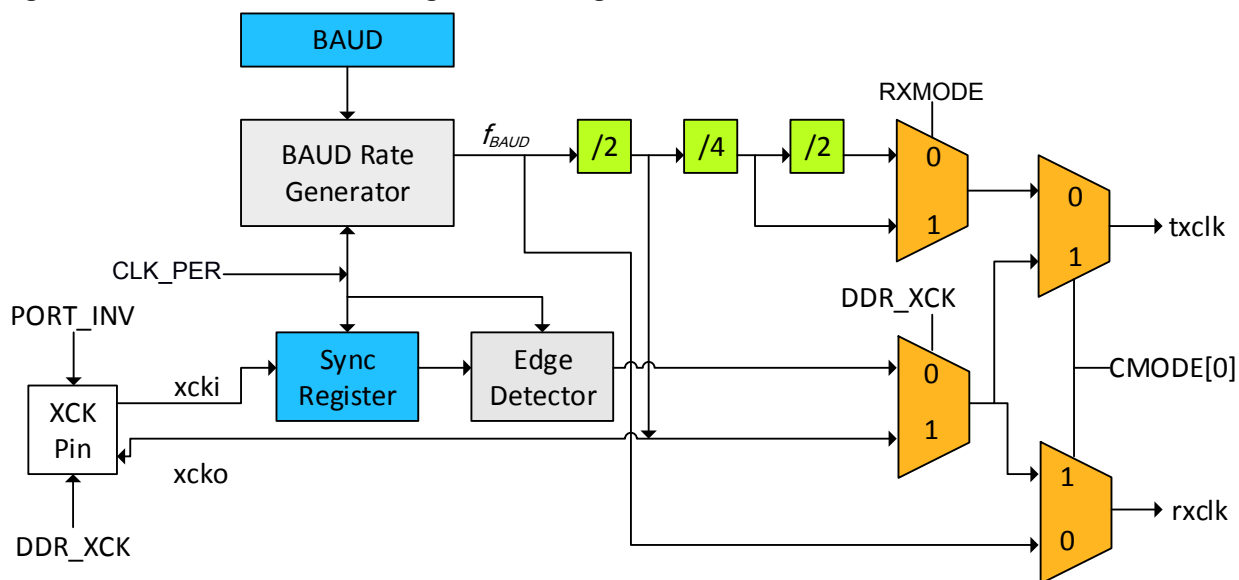 BAUD
RXMODE
f_BAUD
/2
/4
/2
0
BAUD Rate
Generator
1
0
txclk
1
CLK_PER
DDR_XCK
PORT_INV
Sync
Register
Edge
Detector
0
CMODE[0]
xcki
XCK
Pin
1
xcko
1
rxclk
0
DDR_XCK